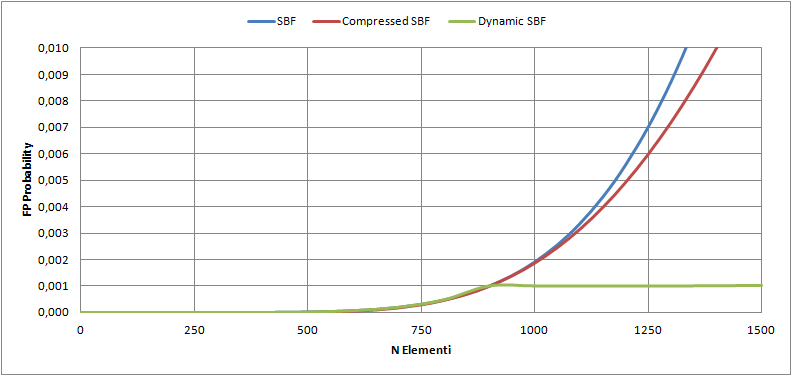 SBF Compressed SBF Dynamic SBF
0,010
0,009
0,008
0,007
0,006
0,005
0,004
0,003
0,002
0,001
0,000
FP Probability
0 250 500 750 1000 1250 1500
N Elementi